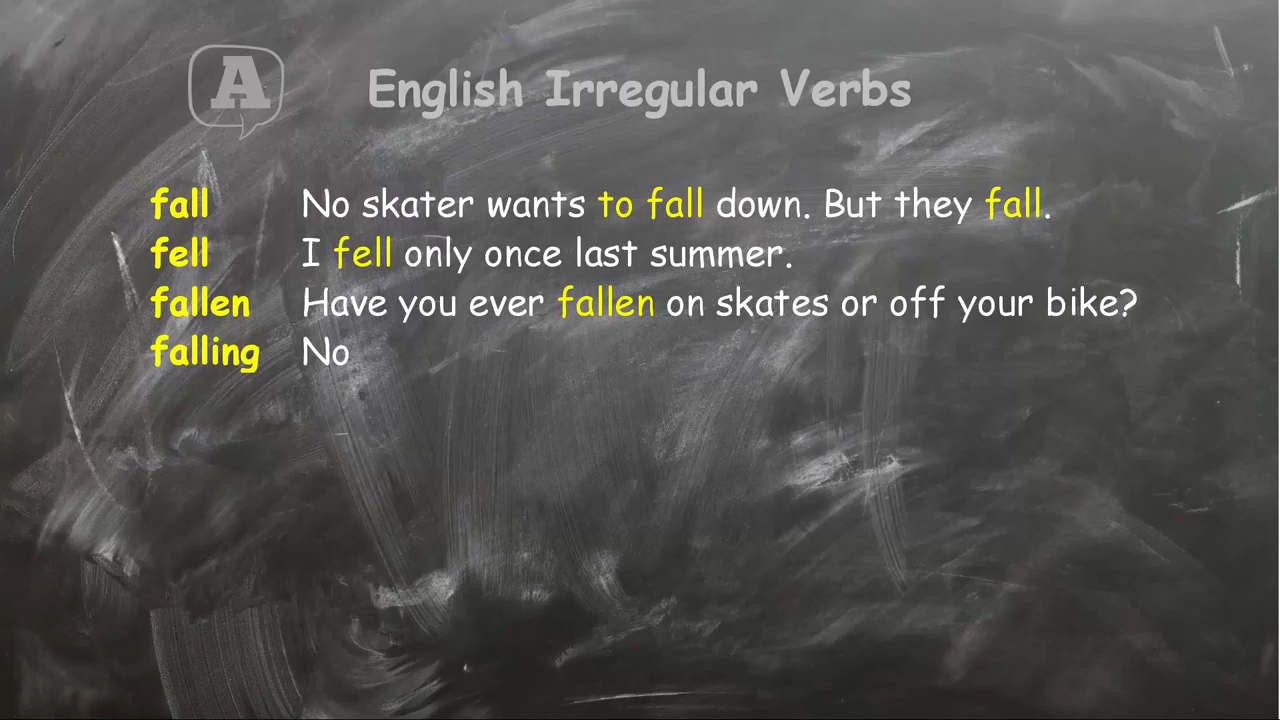 A
English Irregular Verbs
fall No skater wants to fall down. But they fall.
fell I fell only once last summer.
fallen Have you ever fallen on skates or off your bike?
falling No